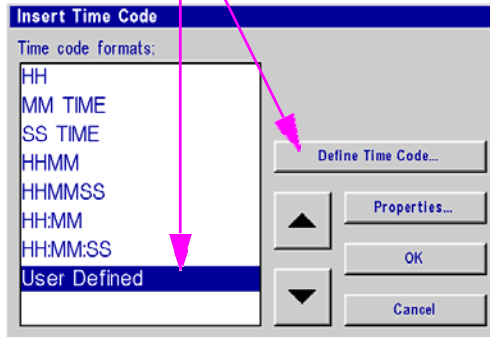 Insert Time Code
Time code formats:
HH
MM TIME
SS TIME
HHMM
HHMMSS
HH:MM
HH:MM:SS
User Defined
Define Time Code...
Properties...
OK
Cancel